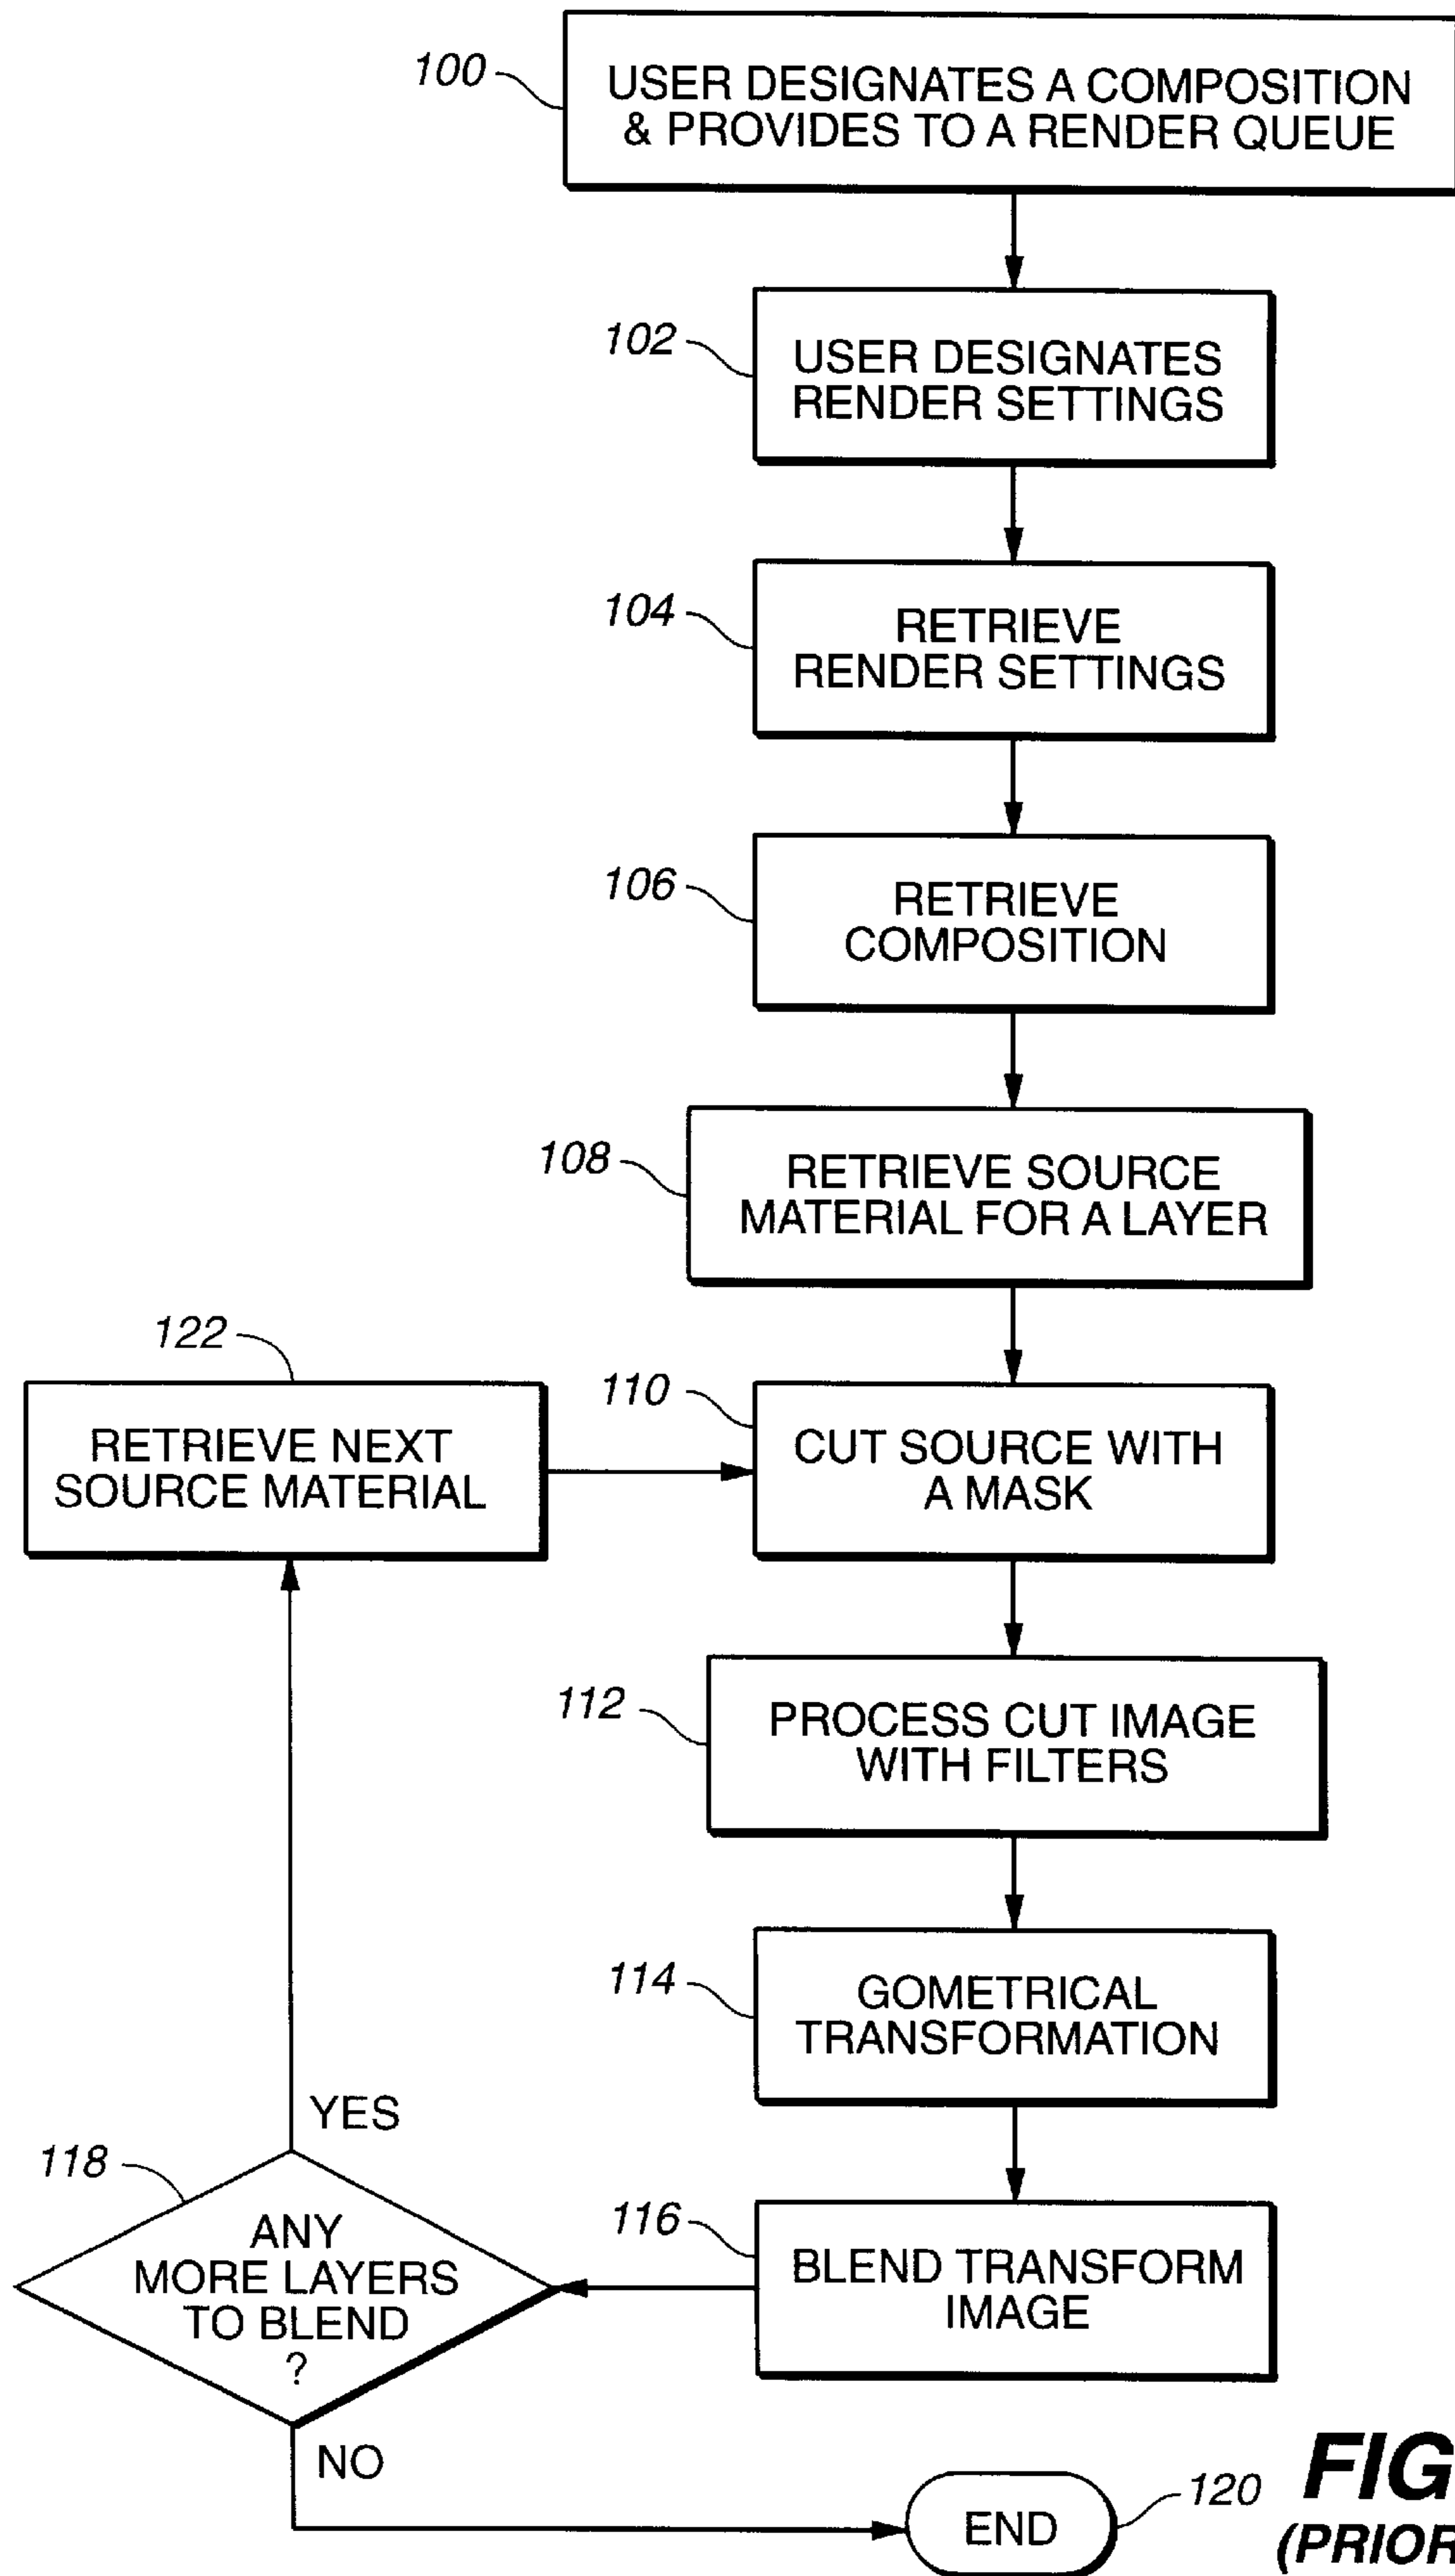 100
USER DESIGNATES A COMPOSITION
& PROVIDES TO A RENDER QUEUE
102
USER DESIGNATES
RENDER SETTINGS
104
RETRIEVE
RENDER SETTINGS
106
RETRIEVE
COMPOSITION
108
RETRIEVE SOURCE
MATERIAL FOR A LAYER
122
RETRIEVE NEXT
SOURCE MATERIAL
110
CUT SOURCE WITH
A MASK
112
PROCESS CUT IMAGE
WITH FILTERS
114
GOMETRICAL
TRANSFORMATION
YES
118
ANY
MORE LAYERS
TO BLEND
?
116
BLEND TRANSFORM
IMAGE
NO
END
120
FIG
(PRIOR